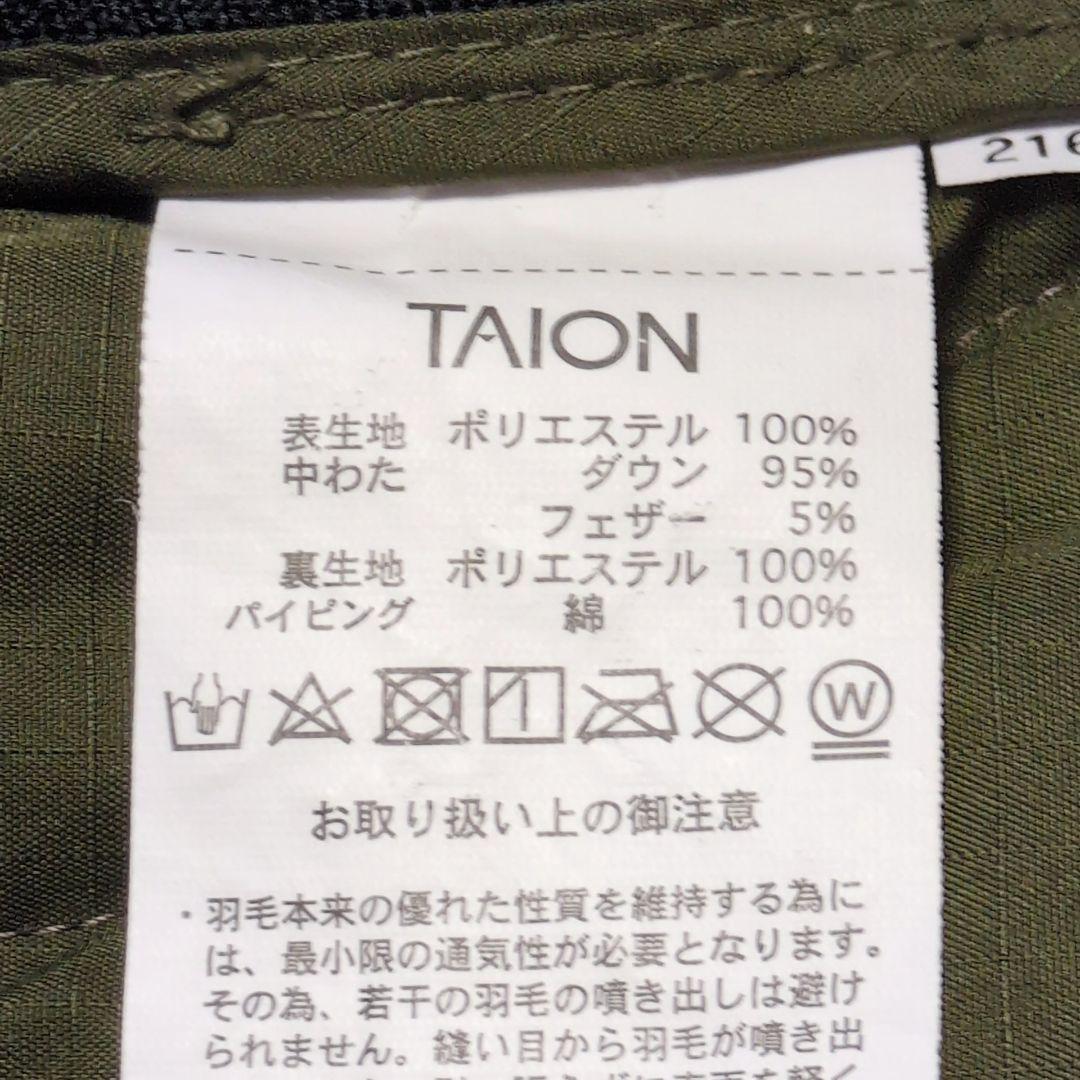 216
TAION
表生地 ポリエステル 100%
中わた ダウン 95%
フェザー 5%
裏生地 ポリエステル 100%
パイピング 綿 100%
W
お取り扱い上の御注意
・羽毛本来の優れた性質を維持する為に
は、最小限の通気性が必要となります。
その為、若干の羽毛の噴き出しは避け
られません。縫い目から羽毛が噴き出